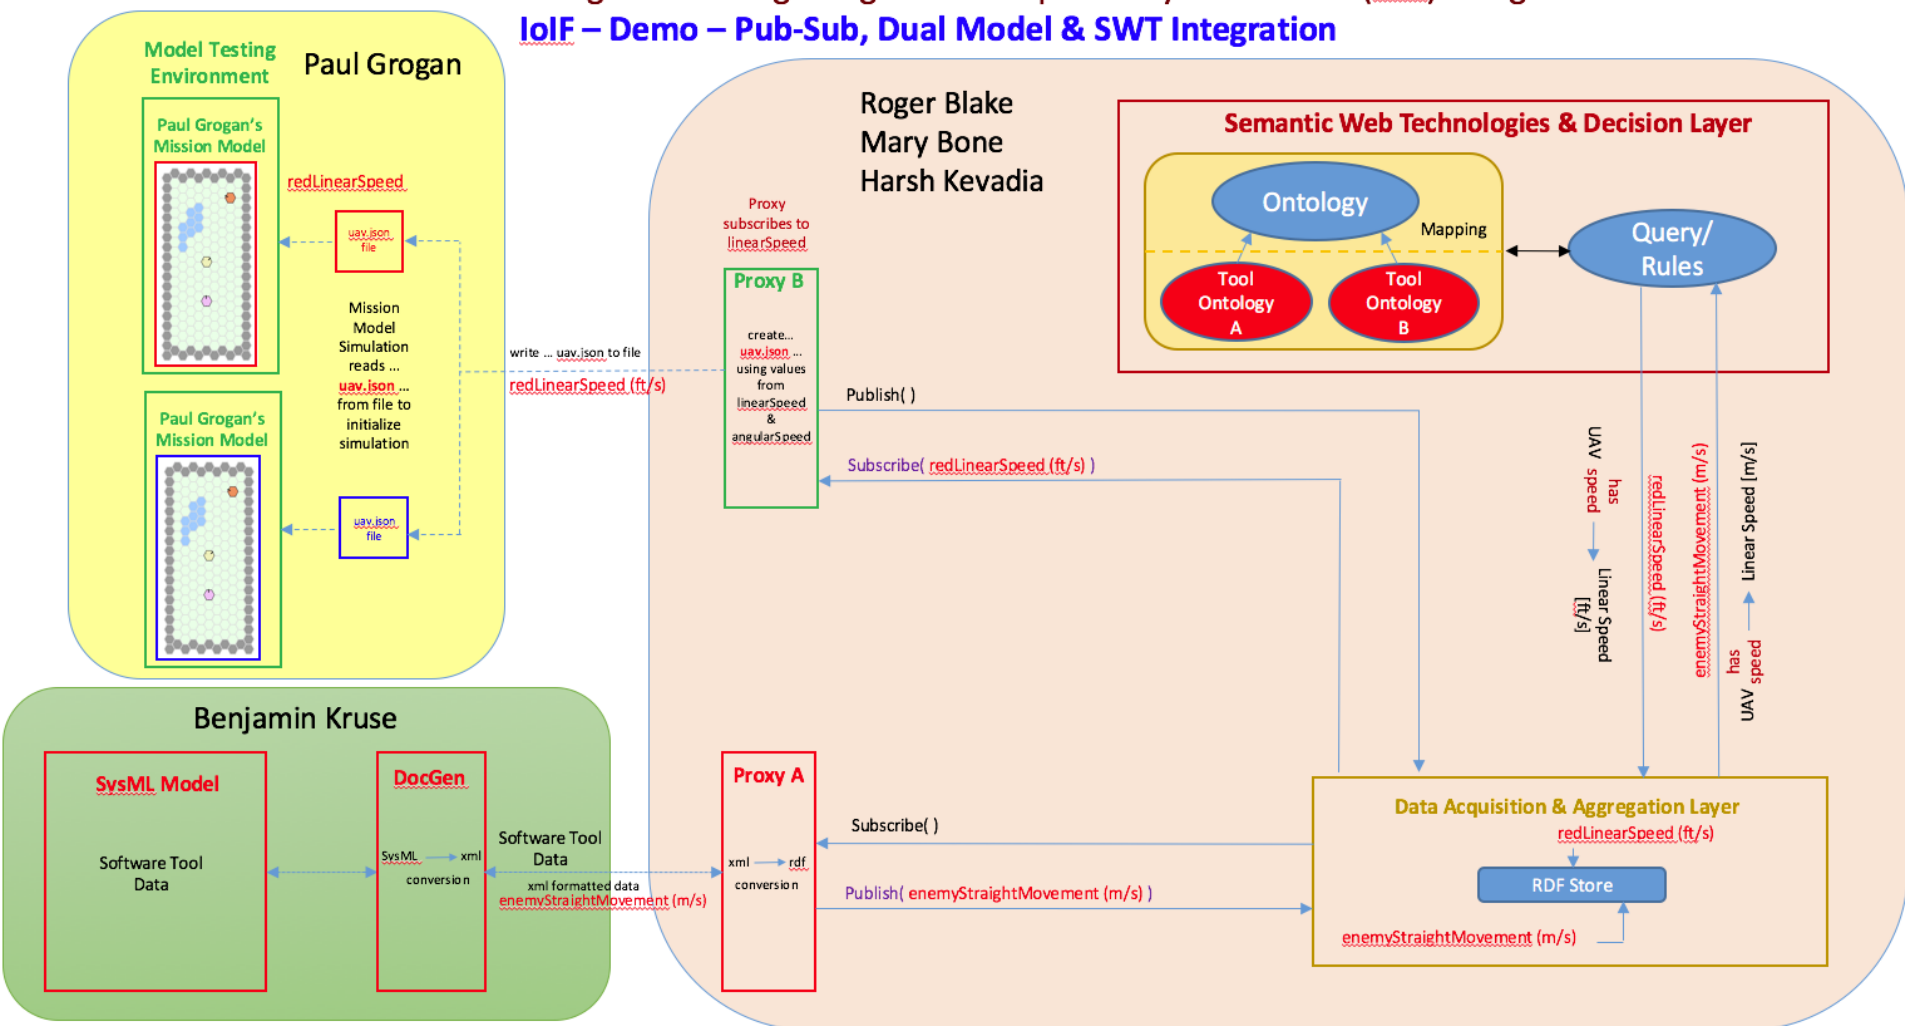 IoIF – Demo – Pub-Sub, Dual Model & SWT Integration
Model Testing
Environment
Paul Grogan
Paul Grogan's
Mission Model
redLinearSpeed
uav.json
file
Mission
Model
Simulation
reads ...
uav.json ...
from file to
initialize
simulation
Paul Grogan's
Mission Model
uav.json
file
write ... uav.json to file
redLinearSpeed (ft/s)
Benjamin Kruse
SysML Model
Software Tool
Data
DocGen
SysML
xml
conversion
Software Tool
Data
xml formatted data
enemyStraightMovement (m/s)
Roger Blake
Mary Bone
Harsh Kevadia
Proxy
subscribes to
linearSpeed
Proxy B
create...
uav.json ...
using values
from
linearSpeed
&
angularSpeed
Publish( )
Subscribe( redLinearSpeed (ft/s) )
Proxy A
xml
rdf
conversion
Subscribe( )
Publish( enemyStraightMovement (m/s) )
Semantic Web Technologies & Decision Layer
Ontology
Mapping
Tool
Ontology
A
Tool
Ontology
B
Query/
Rules
UAV
has
speed
Linear Speed
[ft/s]
redLinearSpeed (ft/s)
enemyStraightMovement (m/s)
UAV
has
speed
Linear Speed [m/s]
Data Acquisition & Aggregation Layer
redLinearSpeed (ft/s)
RDF Store
enemyStraightMovement (m/s)